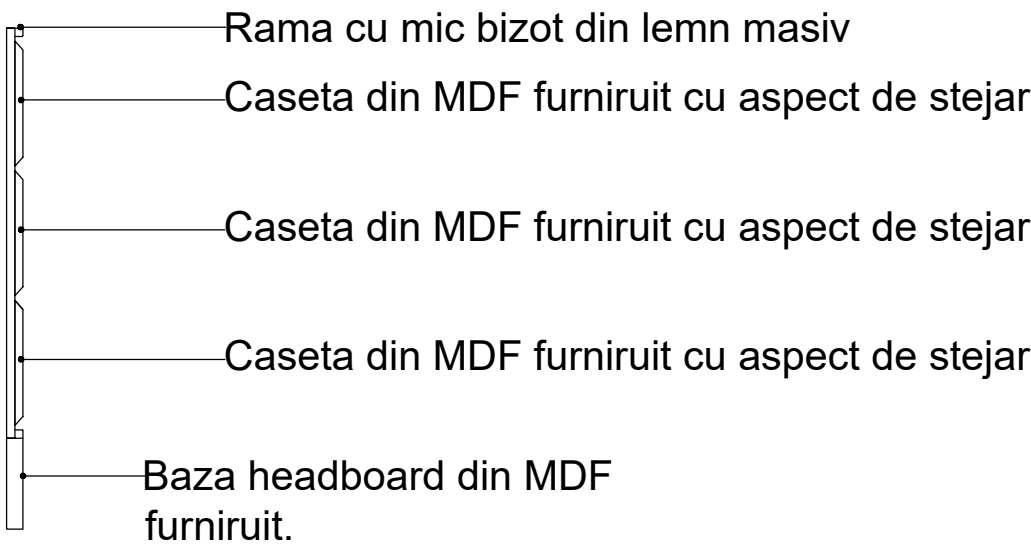 Rama cu mic bizot din lemn masiv
Caseta din MDF furniruit cu aspect de stejar
Caseta din MDF furniruit cu aspect de stejar
Caseta din MDF furniruit cu aspect de stejar
Baza headboard din MDF
furniruit.